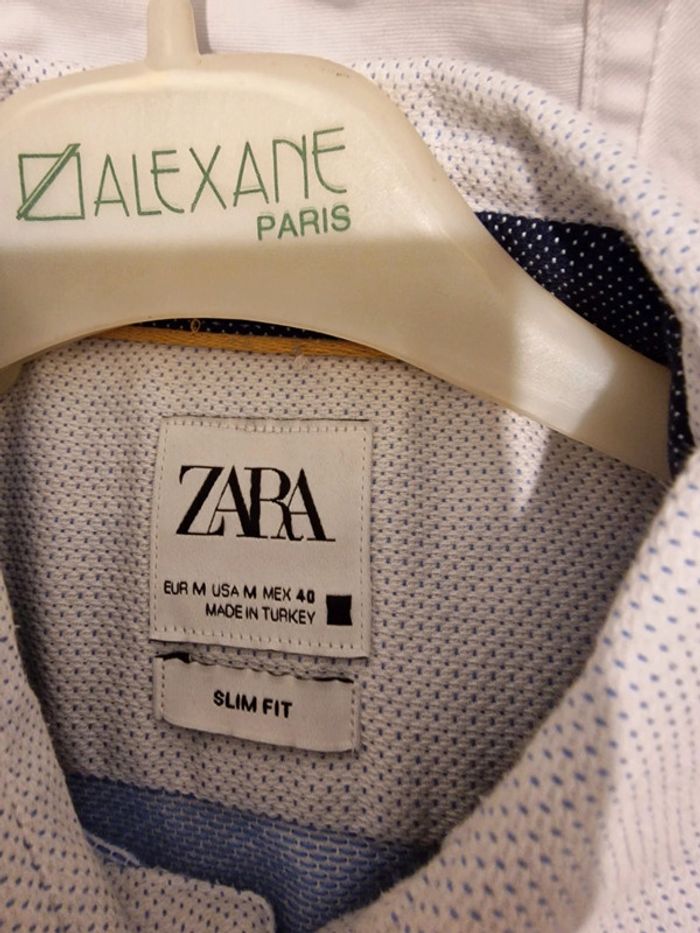 ALEXANE
PARIS
ZARA
EUR M USA M MEX 40
MADE IN TURKEY
SLIM FIT